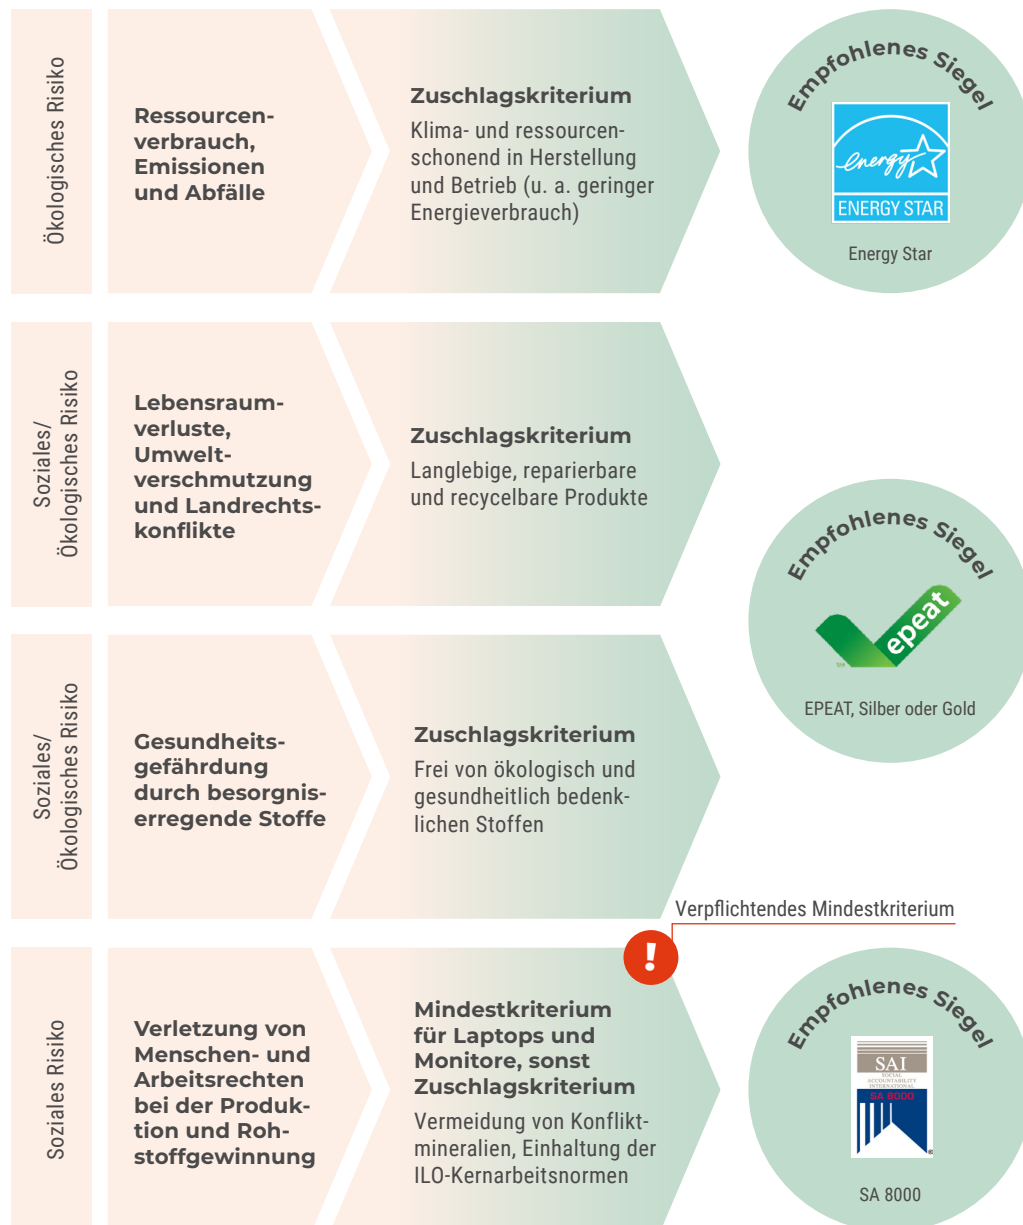 Ökologisches Risiko
Ressourcen-
verbrauch,
Emissionen
und Abfälle
Zuschlagskriterium
Klima- und ressourcen-
schonend in Herstellung
und Betrieb (u. a. geringer
Energieverbrauch)
Empfohlenes Siegel
energy
ENERGY STAR
Energy Star
Soziales/
Ökologisches Risiko
Lebensraum-
verluste,
Umwelt-
verschmutzung
und Landrechts-
konflikte
Zuschlagskriterium
Langlebige, reparierbare
und recycelbare Produkte
Empfohlenes Siegel
epeat
EPEAT, Silber oder Gold
Soziales/
Ökologisches Risiko
Gesundheits-
gefährdung
durch besorgnis-
erregende Stoffe
Zuschlagskriterium
Frei von ökologisch und
gesundheitlich bedenk-
lichen Stoffen
Verpflichtendes Mindestkriterium
!
Soziales Risiko
Verletzung von
Menschen- und
Arbeitsrechten
bei der Produk-
tion und Roh-
stoffgewinnung
Mindestkriterium
für Laptops und
Monitore, sonst
Zuschlagskriterium
Vermeidung von Konflikt-
mineralien, Einhaltung der
ILO-Kernarbeitsnormen
Empfohlenes Siegel
SAI
SOCIAL
ACCOUNTABILITY
INTERNATIONAL
SA 8000
SA 8000